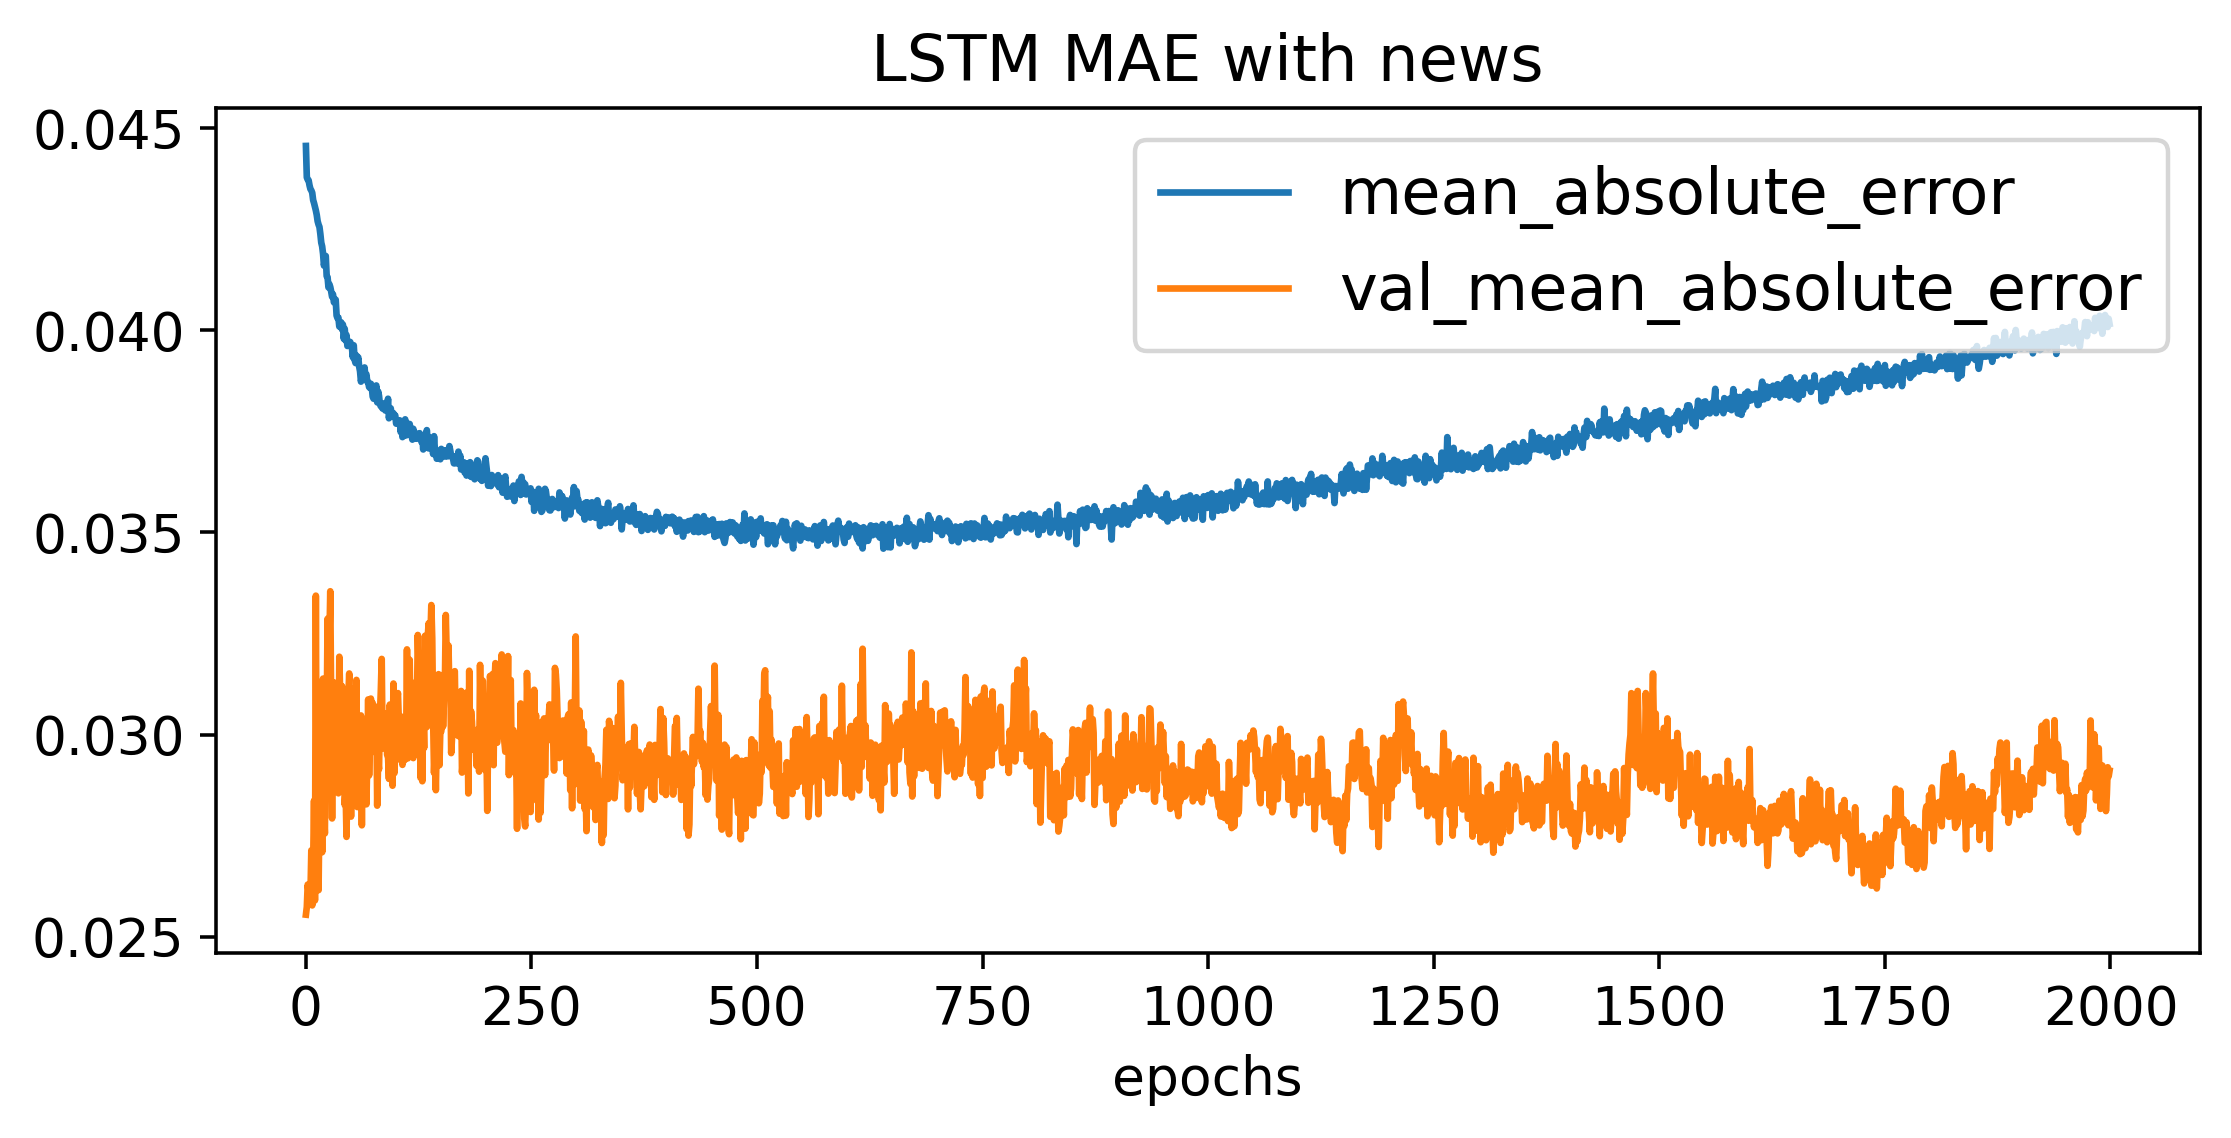 LSTM MAE with news
0.045
0.040
0.035
0.030
0.025
mean_absolute_error
val_mean_absolute_error
0 250 500 750 1000 1250 1500 1750 2000
epochs